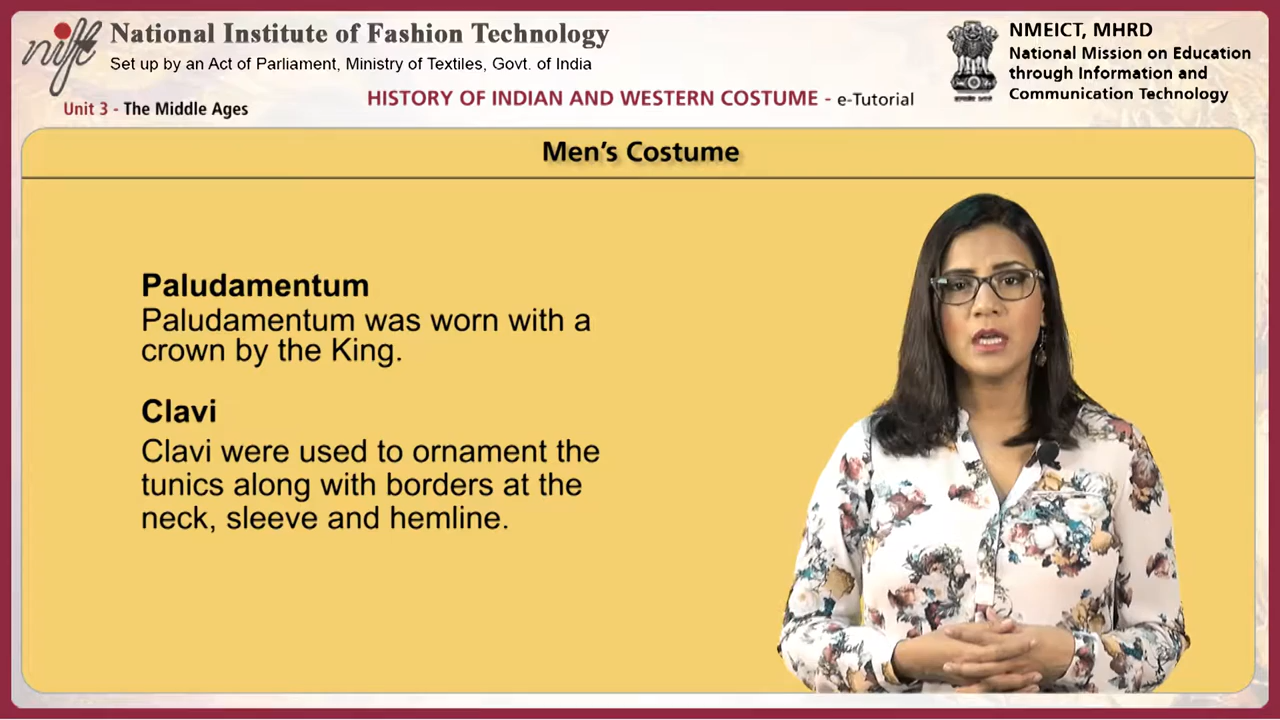 nift
National Institute of Fashion Technology
Set up by an Act of Parliament, Ministry of Textiles, Govt. of India
NMEICT, MHRD
National Mission on Education
through Information and
Communication Technology
Unit 3 - The Middle Ages
HISTORY OF INDIAN AND WESTERN COSTUME - e-Tutorial
Men's Costume
Paludamentum
Paludamentum was worn with a
crown by the King.
Clavi
Clavi were used to ornament the
tunics along with borders at the
neck, sleeve and hemline.